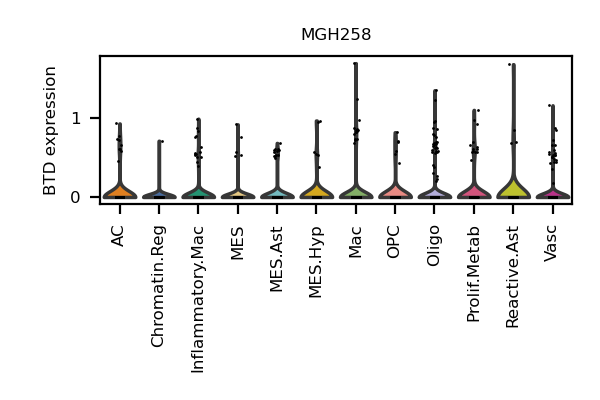 MGH258
BTD expression
1
0
AC
Chromatin.Reg
Inflammatory.Mac
MES
MES.Ast
MES.Hyp
Mac
OPC
Oligo
Prolif.Metab
Reactive.Ast
Vasc